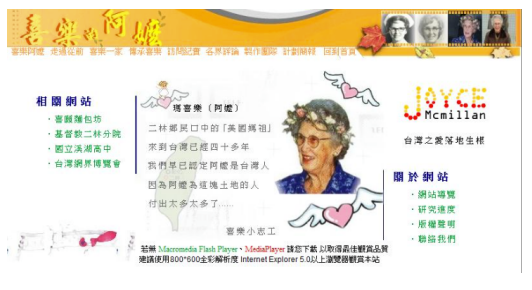 喜樂與阿嬤
喜樂阿嬤 走過從前 喜樂一家 傳承喜樂 訪問紀實 各界評論 製作團隊 計劃簡報 回到首頁
相關網站
・喜願麵包坊
・基督教二林分院
・國立溪湖高中
・台灣網界博覽會
瑪喜樂（阿嬤）
二林鄉民口中的「美國媽祖」
來到台灣已經四十多年
我們早已認定阿嬤是台灣人
因為阿嬤為這塊土地的人
付出太多太多了......
喜樂小志工
JOYCE
Mcmillan
台灣之愛落地生根
關於網站
・網站導覽
・研究進度
・版權聲明
・聯絡我們
若無 Macromedia Flash Player、MediaPlayer 請您下載,以取得最佳觀賞品質
建議使用800*600全彩解析度 Internet Explorer 5.0以上瀏覽器觀賞本站